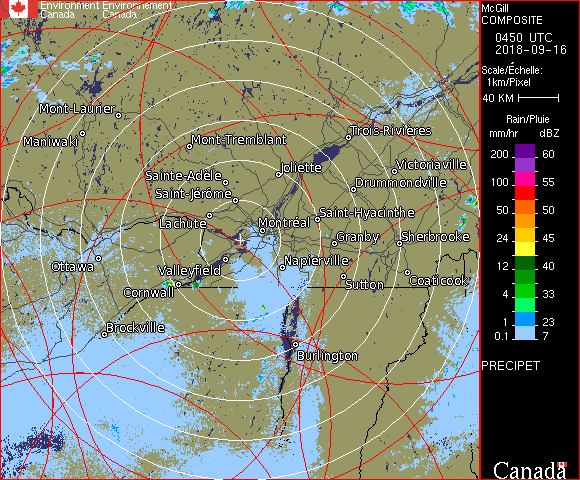 Environment Environnement
Canada Canada
McGill
COMPOSITE
0450 UTC
2018-09-16
Scale/Échelle:
1km/Pixel
40 KM
Rain/Pluie
mm/hr dBZ
200 60
150 57
100 55
50 50
24 45
12 40
4 33
1 23
0.1 7
PRECIPET
Canada
Mont-Laurier
Maniwaki
Mont-Tremblant
Trois-Rivières
Sainte-Adèle
Joliette
Victoriaville
Saint-Jérôme
Drummondville
Lachute
Montréal
Saint-Hyacinthe
Granby
Sherbrooke
Ottawa
Valleyfield
Napierville
Cornwall
Sutton
Coaticook
Brockville
Burlington